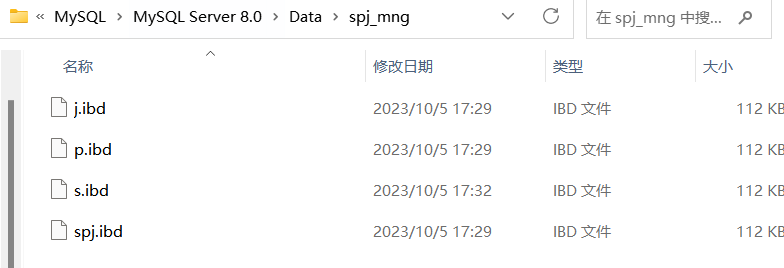 « MySQL > MySQL Server 8.0 > Data > spj_mng 在 spj_mng 中搜...
名称 修改日期 类型 大小
j.ibd 2023/10/5 17:29 IBD 文件 112 KB
p.ibd 2023/10/5 17:29 IBD 文件 112 KB
s.ibd 2023/10/5 17:32 IBD 文件 112 KB
spj.ibd 2023/10/5 17:29 IBD 文件 112 KB